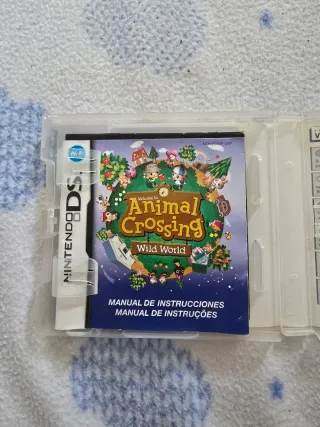 Wi-Fi
NINTENDO DS
Welcome to
Animal
Crossing
Wild World
MANUAL DE INSTRUCCIONES
MANUAL DE INSTRUÇÕES